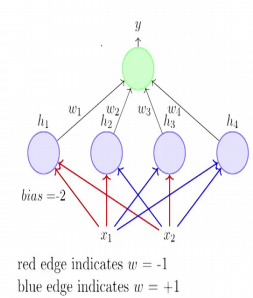 y
w₁ w₂ w₃ w₄
h₁ h₂ h₃ h₄
bias =-2
x₁ x₂
red edge indicates w = -1
blue edge indicates w = +1